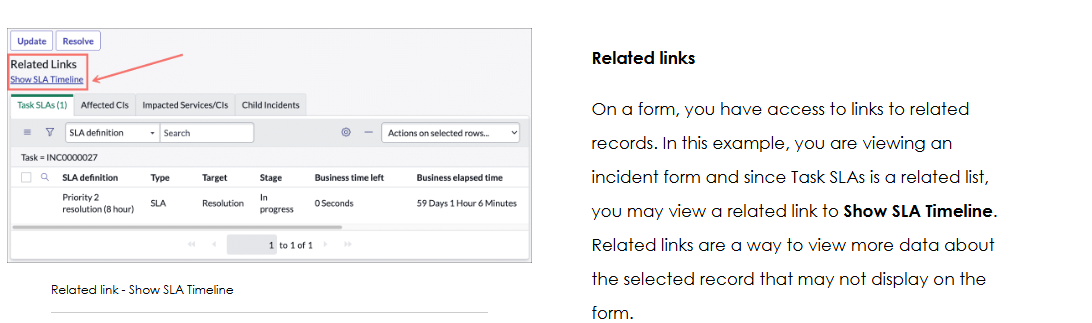 Update Resolve
Related Links
Show SLA Timeline
Task SLAs (1) Affected CIs Impacted Services/CIs Child Incidents
SLA definition Search Actions on selected rows...
Task = INC0000027
SLA definition Type Target Stage Business time left Business elapsed time
Priority 2 resolution (8 hour) SLA Resolution In progress 0 Seconds 59 Days 1 Hour 6 Minutes
1 to 1 of 1
Related link - Show SLA Timeline
Related links
On a form, you have access to links to related
records. In this example, you are viewing an
incident form and since Task SLAs is a related list,
you may view a related link to Show SLA Timeline.
Related links are a way to view more data about
the selected record that may not display on the
form.